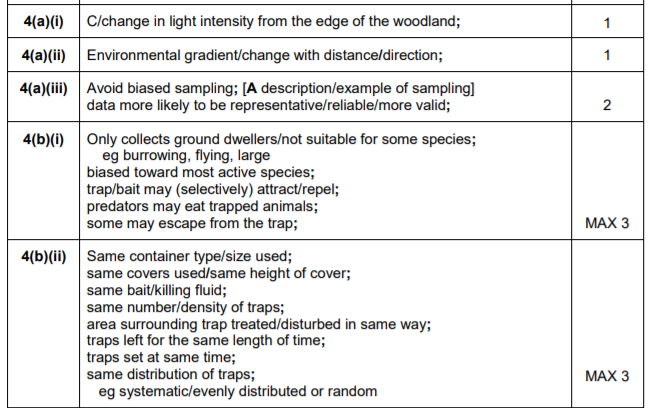 4(a)(i) C/change in light intensity from the edge of the woodland; 1
4(a)(ii) Environmental gradient/change with distance/direction; 1
4(a)(iii) Avoid biased sampling; [A description/example of sampling]
data more likely to be representative/reliable/more valid; 2
4(b)(i) Only collects ground dwellers/not suitable for some species;
eg burrowing, flying, large
biased toward most active species;
trap/bait may (selectively) attract/repel;
predators may eat trapped animals;
some may escape from the trap; MAX 3
4(b)(ii) Same container type/size used;
same covers used/same height of cover;
same bait/killing fluid;
same number/density of traps;
area surrounding trap treated/disturbed in same way;
traps left for the same length of time;
traps set at same time;
same distribution of traps; MAX 3
eg systematic/evenly distributed or random